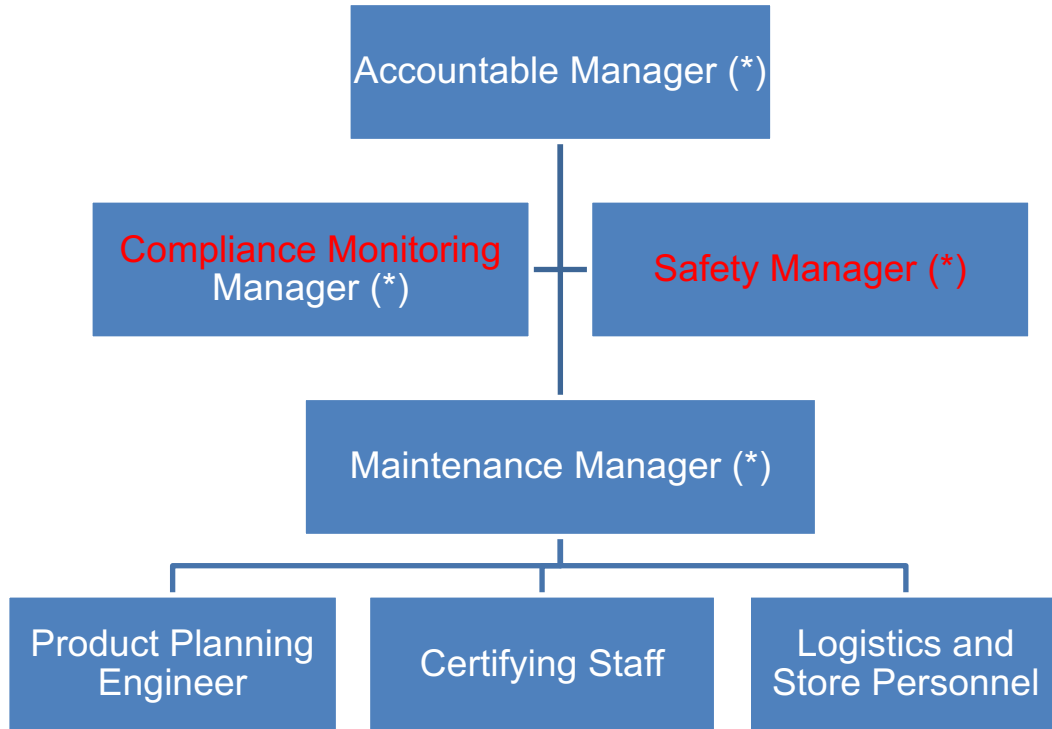 Accountable Manager (*)
Compliance Monitoring
Manager (*)
Safety Manager (*)
Maintenance Manager (*)
Product Planning
Engineer
Certifying Staff
Logistics and
Store Personnel